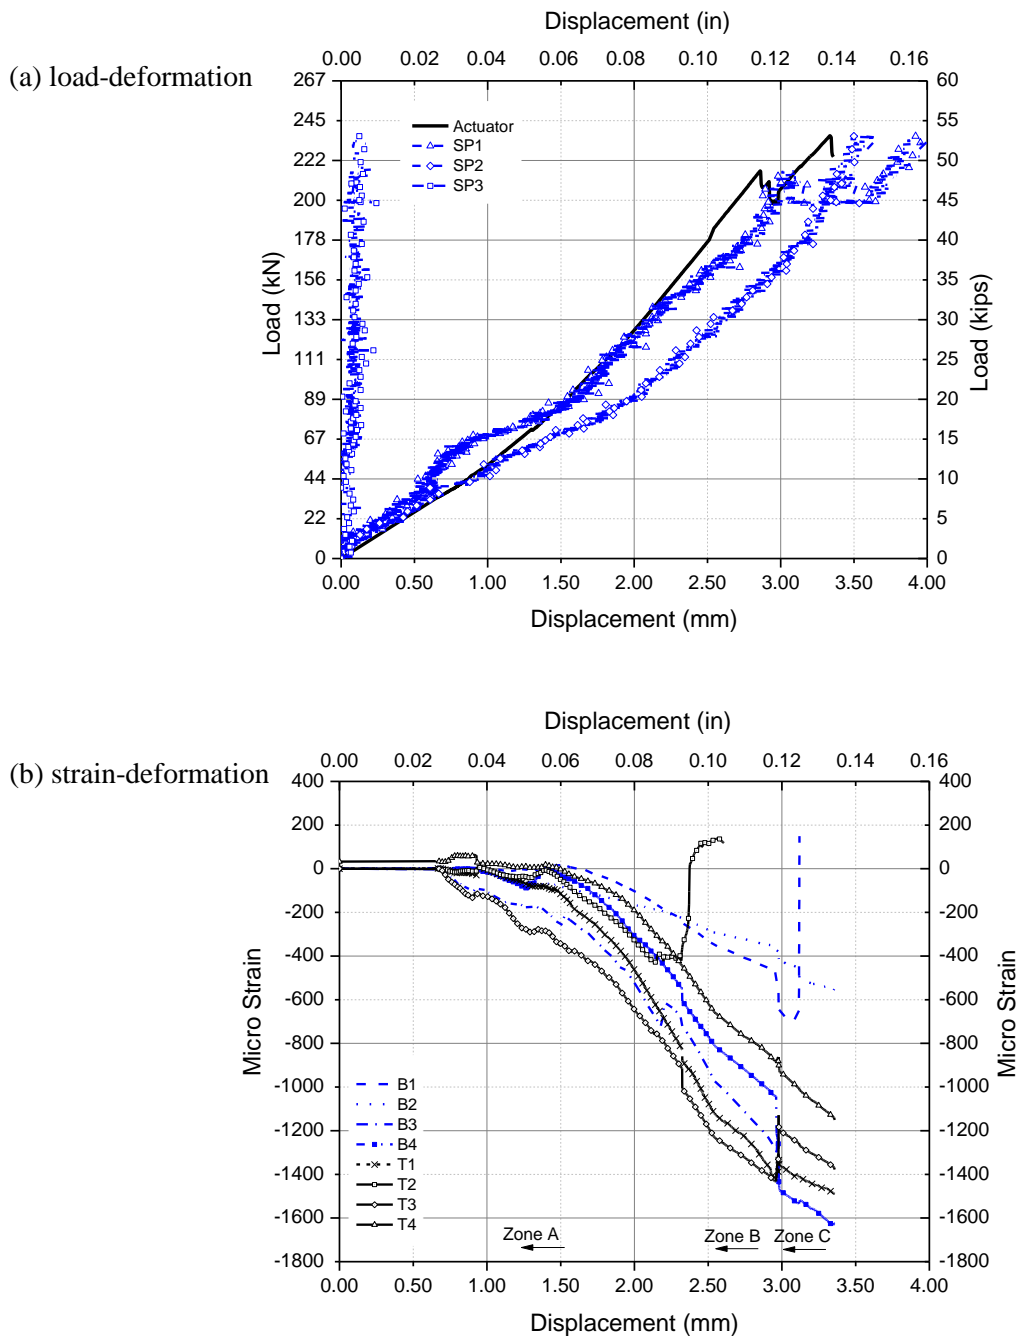 Displacement (in)
0.00 0.02 0.04 0.06 0.08 0.10 0.12 0.14 0.16
(a) load-deformation
267 60
245 55
222 50
200 45
178 40
156 35
133 30
111 25
89 20
67 15
44 10
22 5
0 0
Load (kN)
Load (kips)
Actuator
SP1
SP2
SP3
0.00 0.50 1.00 1.50 2.00 2.50 3.00 3.50 4.00
Displacement (mm)
Displacement (in)
0.00 0.02 0.04 0.06 0.08 0.10 0.12 0.14 0.16
(b) strain-deformation
400 400
200 200
0 0
-200 -200
-400 -400
-600 -600
-800 -800
-1000 -1000
-1200 -1200
-1400 -1400
-1600 -1600
-1800 -1800
Micro Strain
Micro Strain
B1
B2
B3
B4
T1
T2
T3
T4
Zone A Zone B Zone C
0.00 0.50 1.00 1.50 2.00 2.50 3.00 3.50 4.00
Displacement (mm)